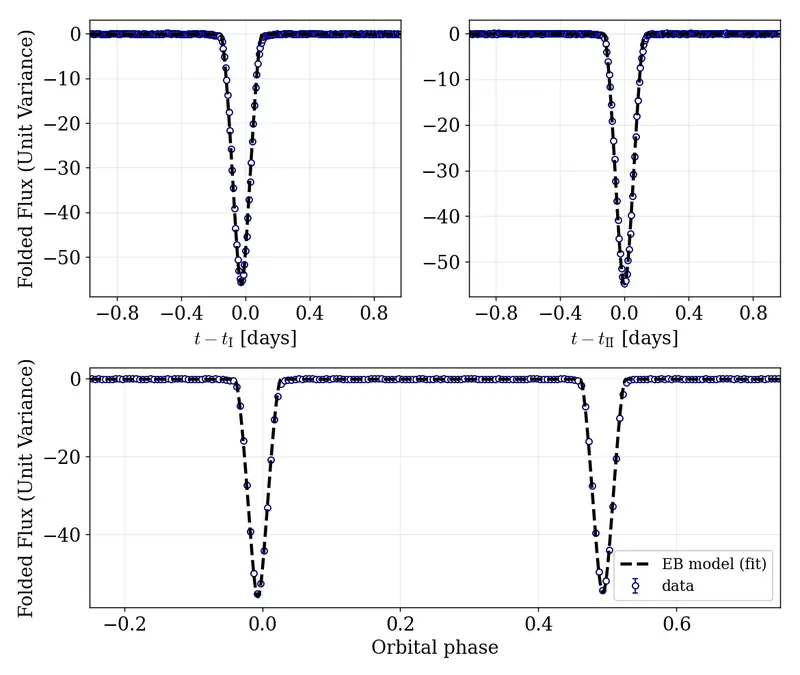 Folded Flux (Unit Variance)
0
−10
−20
−30
−40
−50
−0.8 −0.4 0.0 0.4 0.8
t − tI [days]
0
−10
−20
−30
−40
−50
−0.8 −0.4 0.0 0.4 0.8
t − tII [days]
Folded Flux (Unit Variance)
0
−20
−40
EB model (fit)
data
−0.2 0.0 0.2 0.4 0.6
Orbital phase